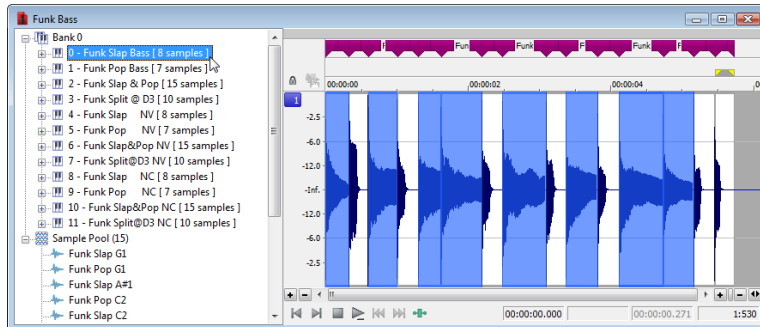 Funk Bass
Bank 0
0 - Funk Slap Bass [ 8 samples ]
1 - Funk Pop Bass [ 7 samples ]
2 - Funk Slap & Pop [ 15 samples ]
3 - Funk Split @ D3 [ 10 samples ]
4 - Funk Slap NV [ 8 samples ]
5 - Funk Pop NV [ 7 samples ]
6 - Funk Slap&Pop NV [ 15 samples ]
7 - Funk Split@D3 NV [ 10 samples ]
8 - Funk Slap NC [ 8 samples ]
9 - Funk Pop NC [ 7 samples ]
10 - Funk Slap&Pop NC [ 15 samples ]
11 - Funk Split@D3 NC [ 10 samples ]
Sample Pool (15)
Funk Slap G1
Funk Pop G1
Funk Slap A#1
Funk Pop C2
Funk Slap C2
F Fun Funk F Funk F
00:00:00 00:00:02 00:00:04
1
-2.5
-6.0
-12.0
-Inf.
-12.0
-6.0
-2.5
00:00:00.000 00:00:00.271 1:530